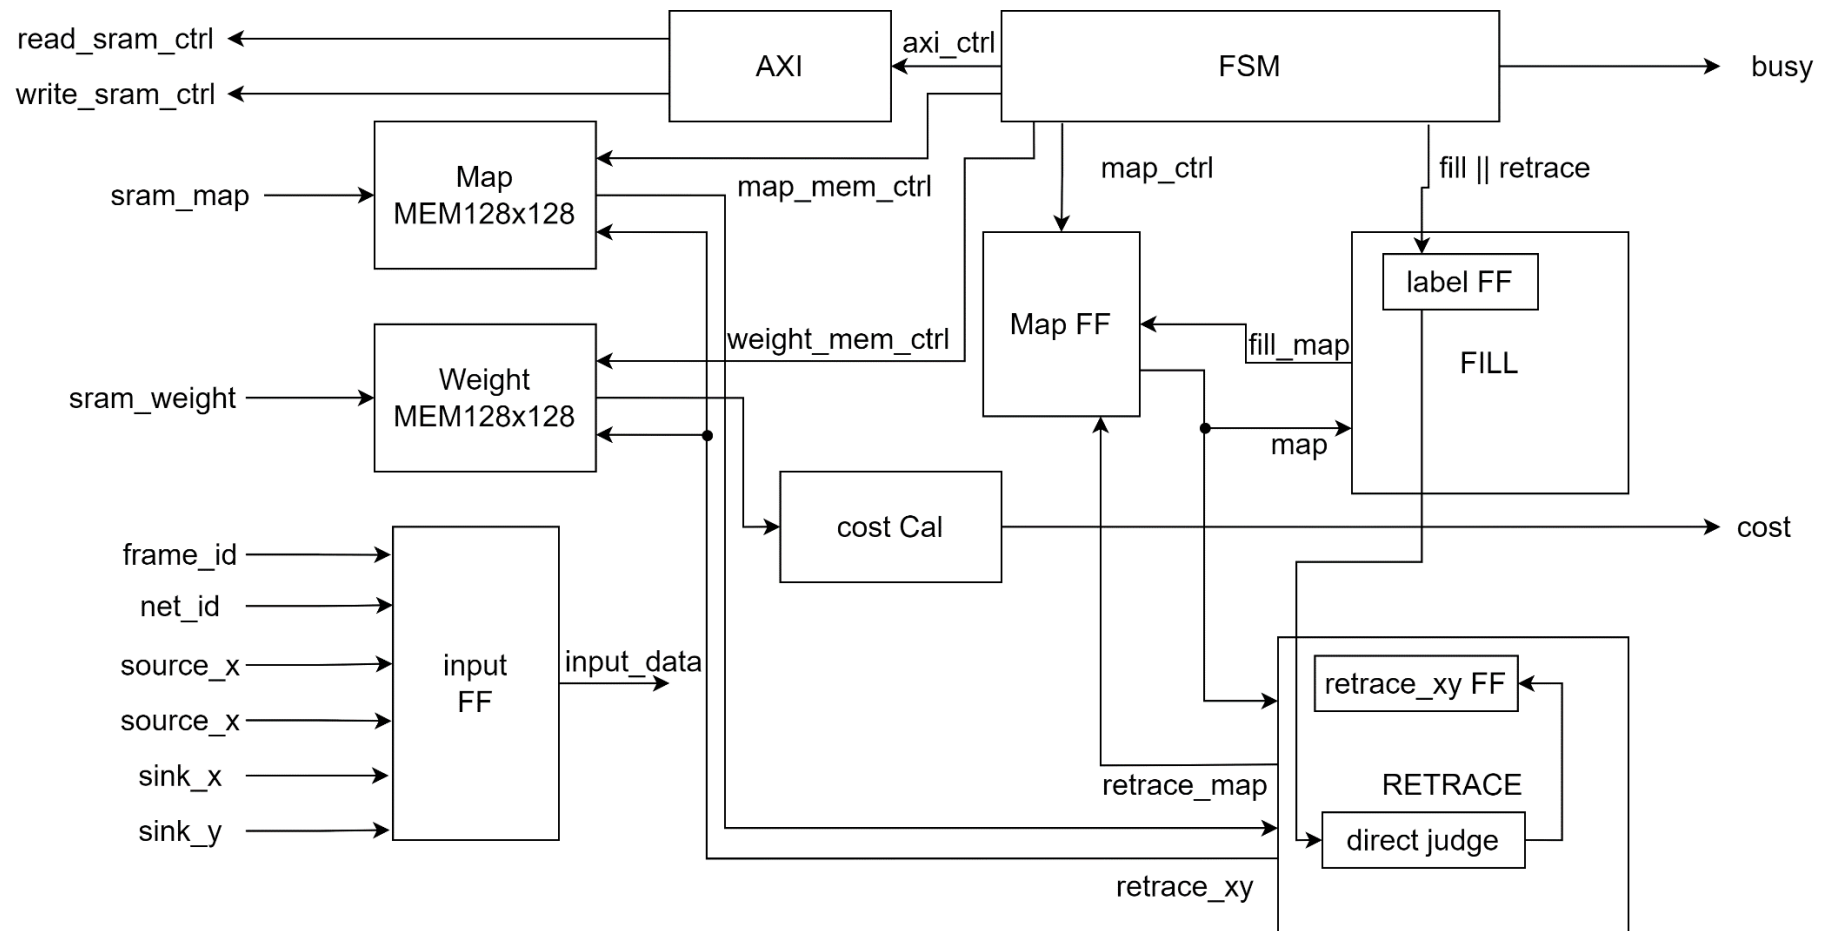 read_sram_ctrl
AXI
axi_ctrl
FSM
busy
write_sram_ctrl
sram_map
Map
MEM128x128
map_mem_ctrl
map_ctrl
fill || retrace
label FF
Map FF
fill_map
FILL
weight_mem_ctrl
sram_weight
Weight
MEM128x128
map
cost Cal
cost
frame_id
net_id
source_x
source_x
sink_x
sink_y
input
FF
input_data
retrace_xy FF
RETRACE
retrace_map
direct judge
retrace_xy